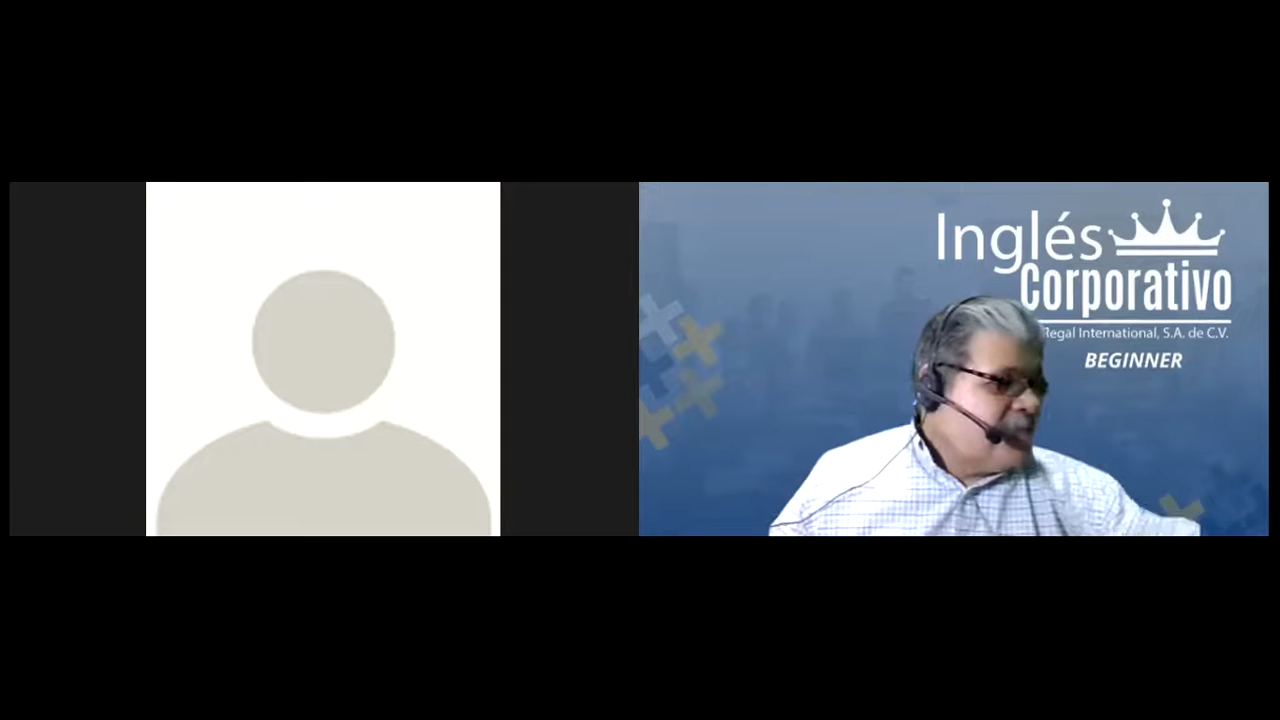 Inglés
Corporativo
Regal International, S.A. de C.V.
BEGINNER